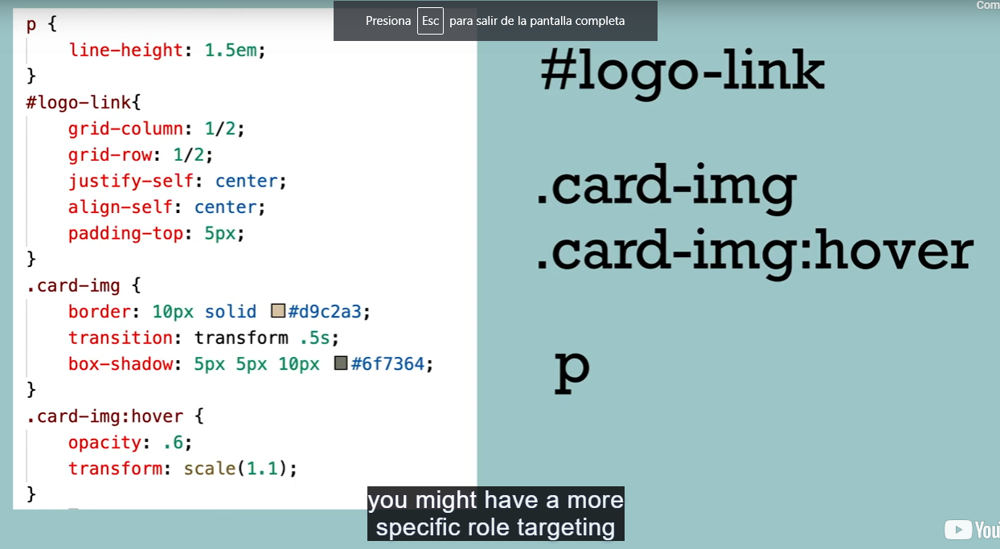 Presiona Esc para salir de la pantalla completa
Com
p {
    line-height: 1.5em;
}
#logo-link{
    grid-column: 1/2;
    grid-row: 1/2;
    justify-self: center;
    align-self: center;
    padding-top: 5px;
}
.card-img {
    border: 10px solid #d9c2a3;
    transition: transform .5s;
    box-shadow: 5px 5px 10px #6f7364;
}
.card-img:hover {
    opacity: .6;
    transform: scale(1.1);
}
#logo-link
.card-img
.card-img:hover
p
you might have a more
specific role targeting
You